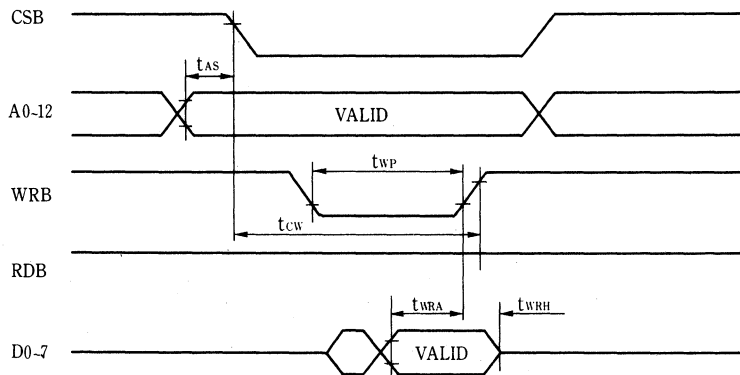 CSB
tAS
A0~12
VALID
tWP
WRB
tCW
RDB
tWRA
tWRH
D0~7
VALID